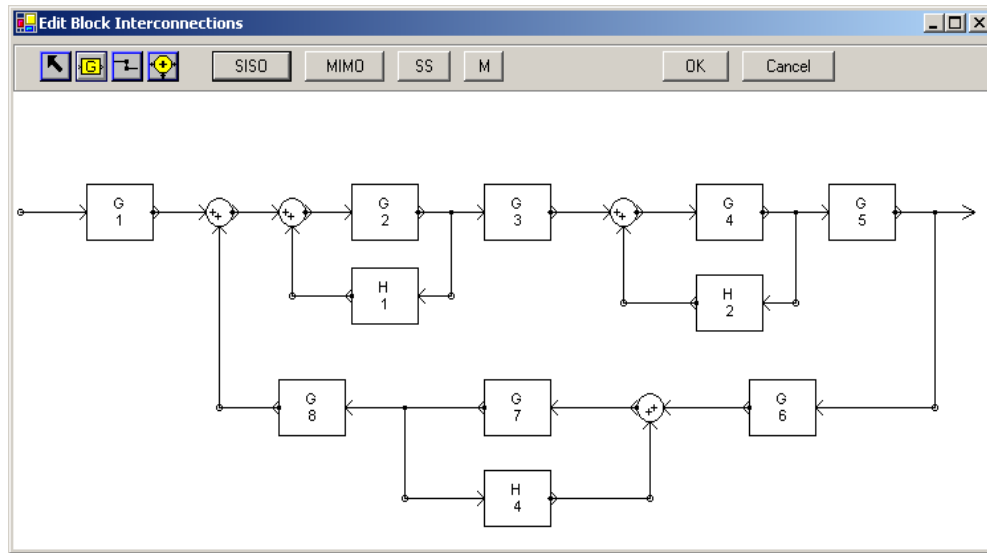 Edit Block Interconnections
G SISO MIMO SS M OK Cancel
G 1
G 2
G 3
G 4
G 5
H 1
H 2
G 8
G 7
G 6
H 4